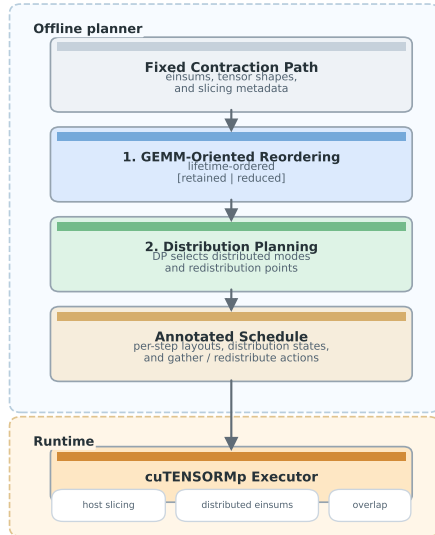 Offline planner
Fixed Contraction Path
einsums, tensor shapes,
and slicing metadata
1. GEMM-Oriented Reordering
lifetime-ordered
[retained | reduced]
2. Distribution Planning
DP selects distributed modes
and redistribution points
Annotated Schedule
per-step layouts, distribution states,
and gather / redistribute actions
Runtime
cuTENSORMp Executor
host slicing
distributed einsums
overlap